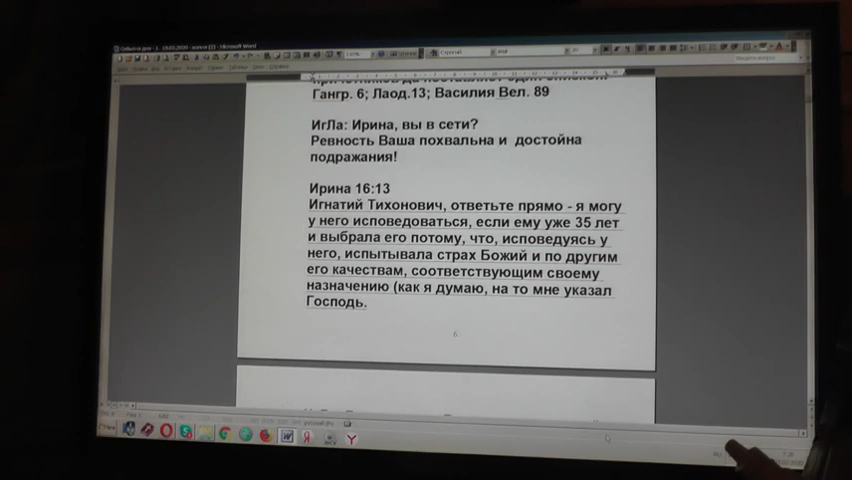 Гангр. 6; Лаод.13; Василия Вел. 89
ИгЛа: Ирина, вы в сети?
Ревность Ваша похвальна и достойна
подражания!
Ирина 16:13
Игнатий Тихонович, ответьте прямо - я могу
у него исповедоваться, если ему уже 35 лет
и выбрала его потому, что, исповедуясь у
него, испытывала страх Божий и по другим
его качествам, соответствующим своему
назначению (как я думаю, на то мне указал
Господь.
6